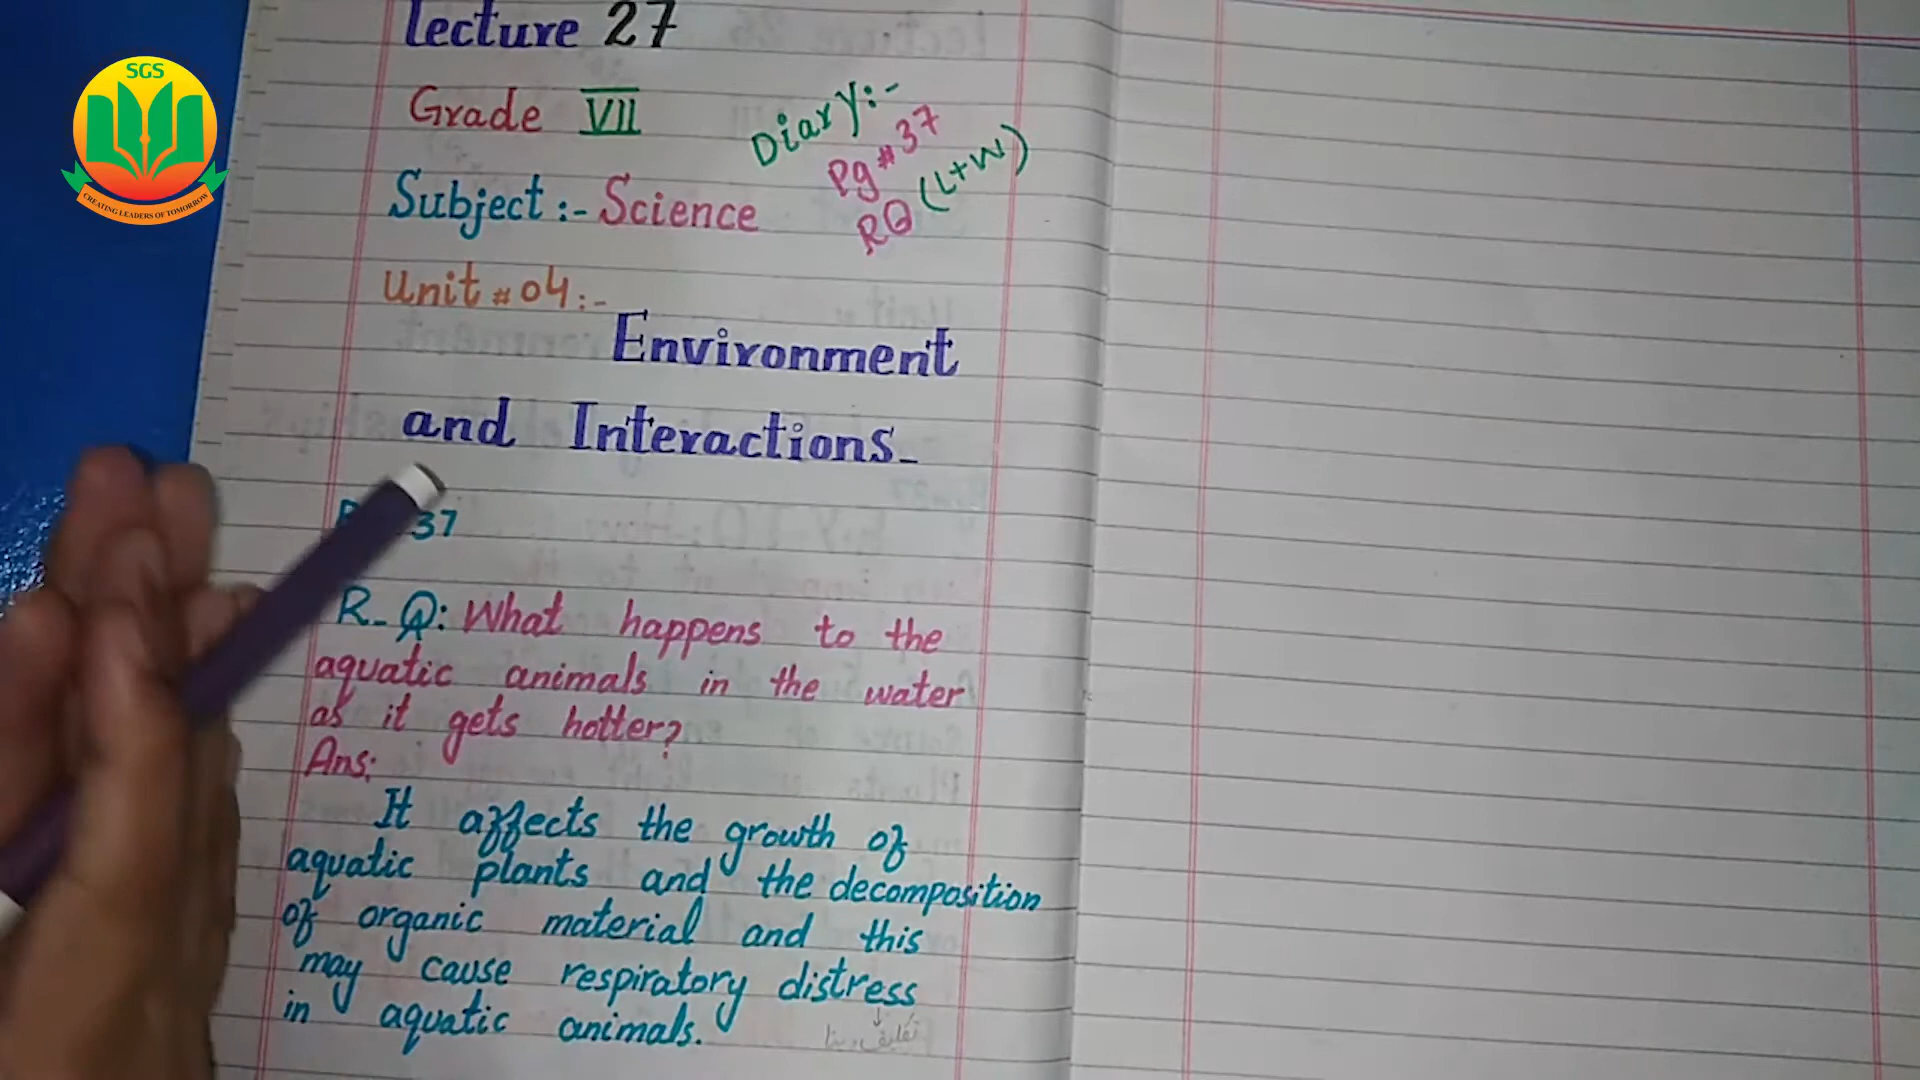 SGS
CREATING LEADERS OF TOMORROW
Lecture 27
Grade VII
Diary:-
Pg # 37
RQ (L+W)
Subject :- Science
Unit # 04 :-
Environment
and Interactions
37
R-Q: What happens to the
aquatic animals in the water
as it gets hotter?
Ans:
It affects the growth of
aquatic plants and the decomposition
of organic material and this
may cause respiratory distress
in aquatic animals.